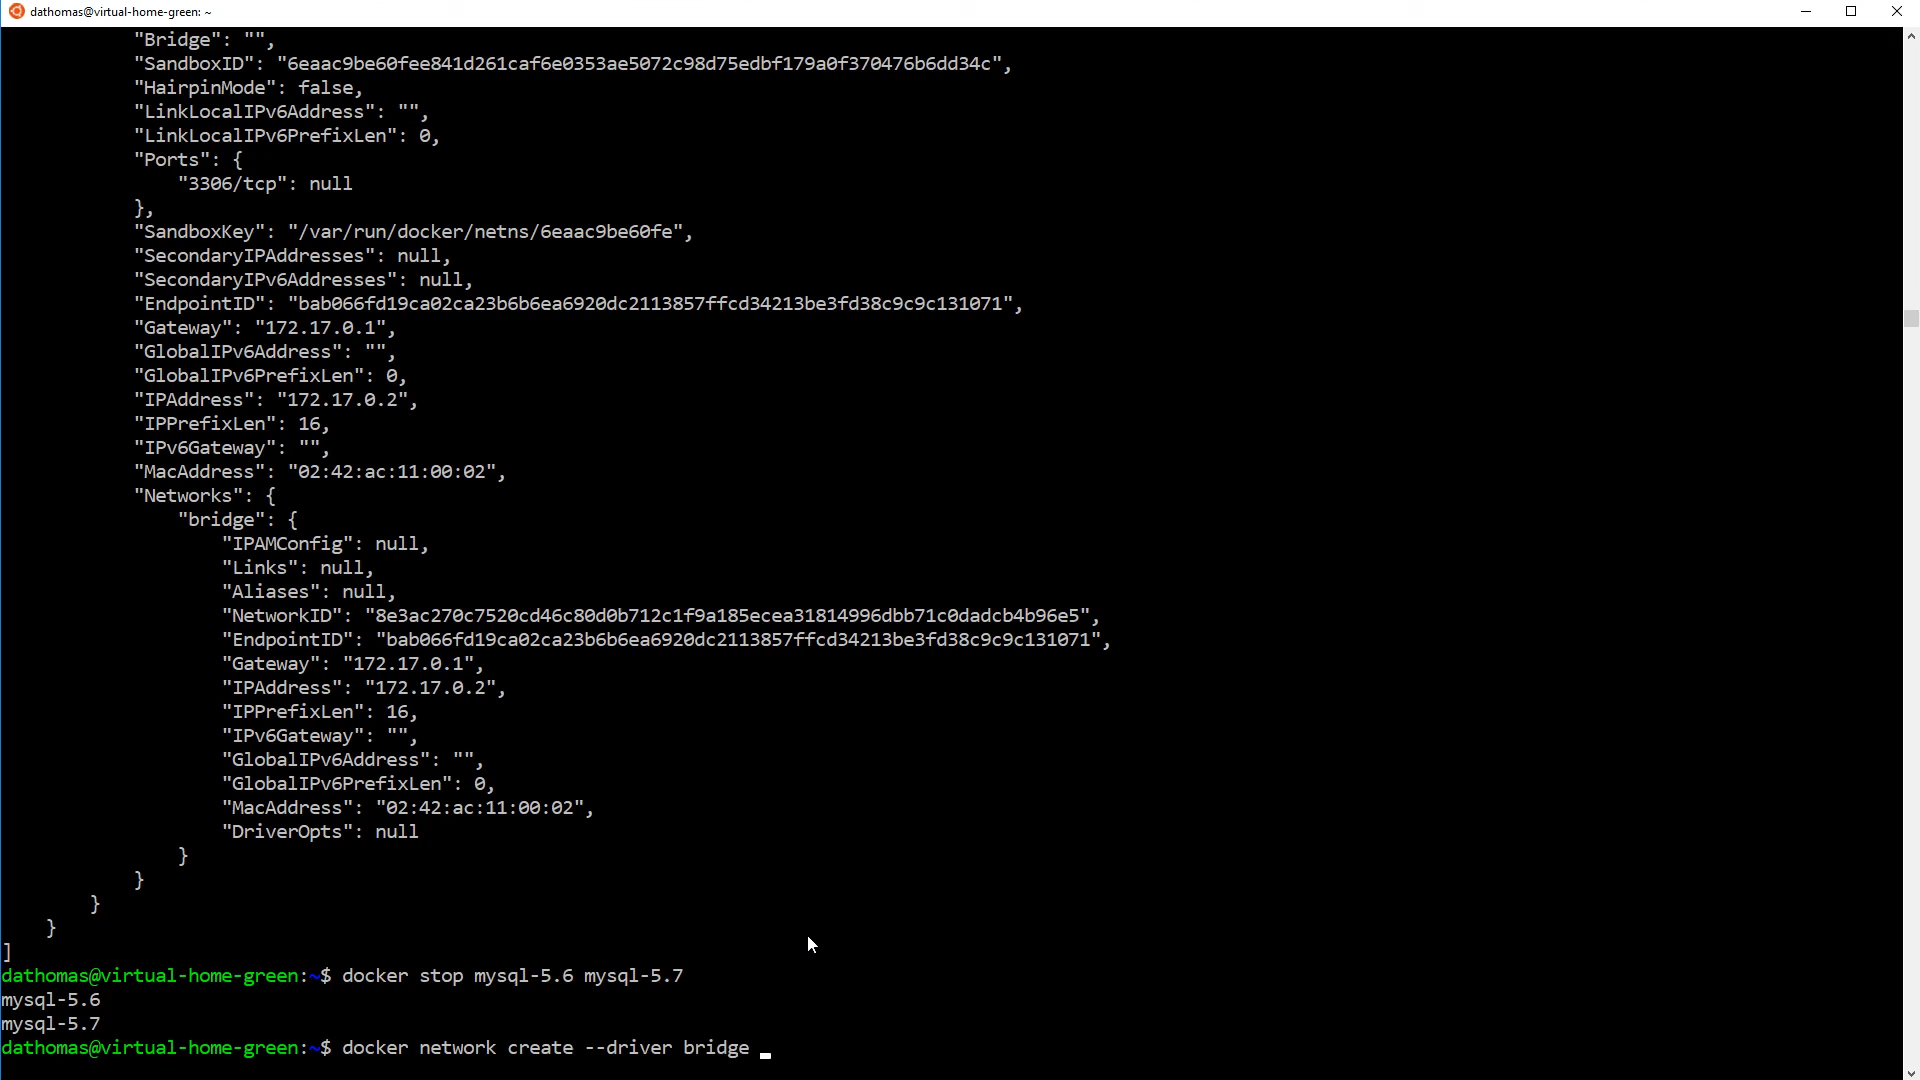 dathomas@virtual-home-green: ~
"Bridge": "",
"SandboxID": "6eaac9be60fee841d261caf6e0353ae5072c98d75edbf179a0f370476b6dd34c",
"HairpinMode": false,
"LinkLocalIPv6Address": "",
"LinkLocalIPv6PrefixLen": 0,
"Ports": {
"3306/tcp": null
},
"SandboxKey": "/var/run/docker/netns/6eaac9be60fe",
"SecondaryIPAddresses": null,
"SecondaryIPv6Addresses": null,
"EndpointID": "bab066fd19ca02ca23b6b6ea6920dc2113857ffcd34213be3fd38c9c9c131071",
"Gateway": "172.17.0.1",
"GlobalIPv6Address": "",
"GlobalIPv6PrefixLen": 0,
"IPAddress": "172.17.0.2",
"IPPrefixLen": 16,
"IPv6Gateway": "",
"MacAddress": "02:42:ac:11:00:02",
"Networks": {
"bridge": {
"IPAMConfig": null,
"Links": null,
"Aliases": null,
"NetworkID": "8e3ac270c7520cd46c80d0b712c1f9a185ecea31814996dbb71c0dadcb4b96e5",
"EndpointID": "bab066fd19ca02ca23b6b6ea6920dc2113857ffcd34213be3fd38c9c9c131071",
"Gateway": "172.17.0.1",
"IPAddress": "172.17.0.2",
"IPPrefixLen": 16,
"IPv6Gateway": "",
"GlobalIPv6Address": "",
"GlobalIPv6PrefixLen": 0,
"MacAddress": "02:42:ac:11:00:02",
"DriverOpts": null
}
}
}
}
]
dathomas@virtual-home-green:~$ docker stop mysql-5.6 mysql-5.7
mysql-5.6
mysql-5.7
dathomas@virtual-home-green:~$ docker network create --driver bridge